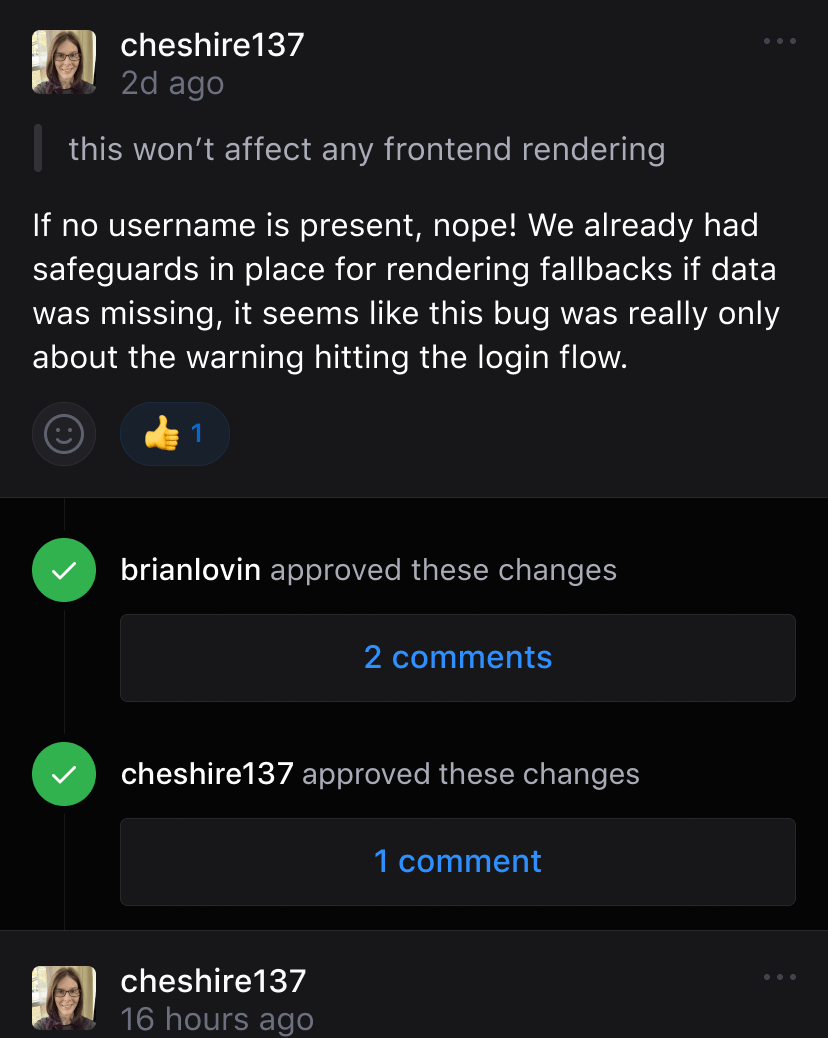 cheshire137
2d ago
this won’t affect any frontend rendering
If no username is present, nope! We already had
safeguards in place for rendering fallbacks if data
was missing, it seems like this bug was really only
about the warning hitting the login flow.
1
brianlovin approved these changes
2 comments
cheshire137 approved these changes
1 comment
cheshire137
16 hours ago